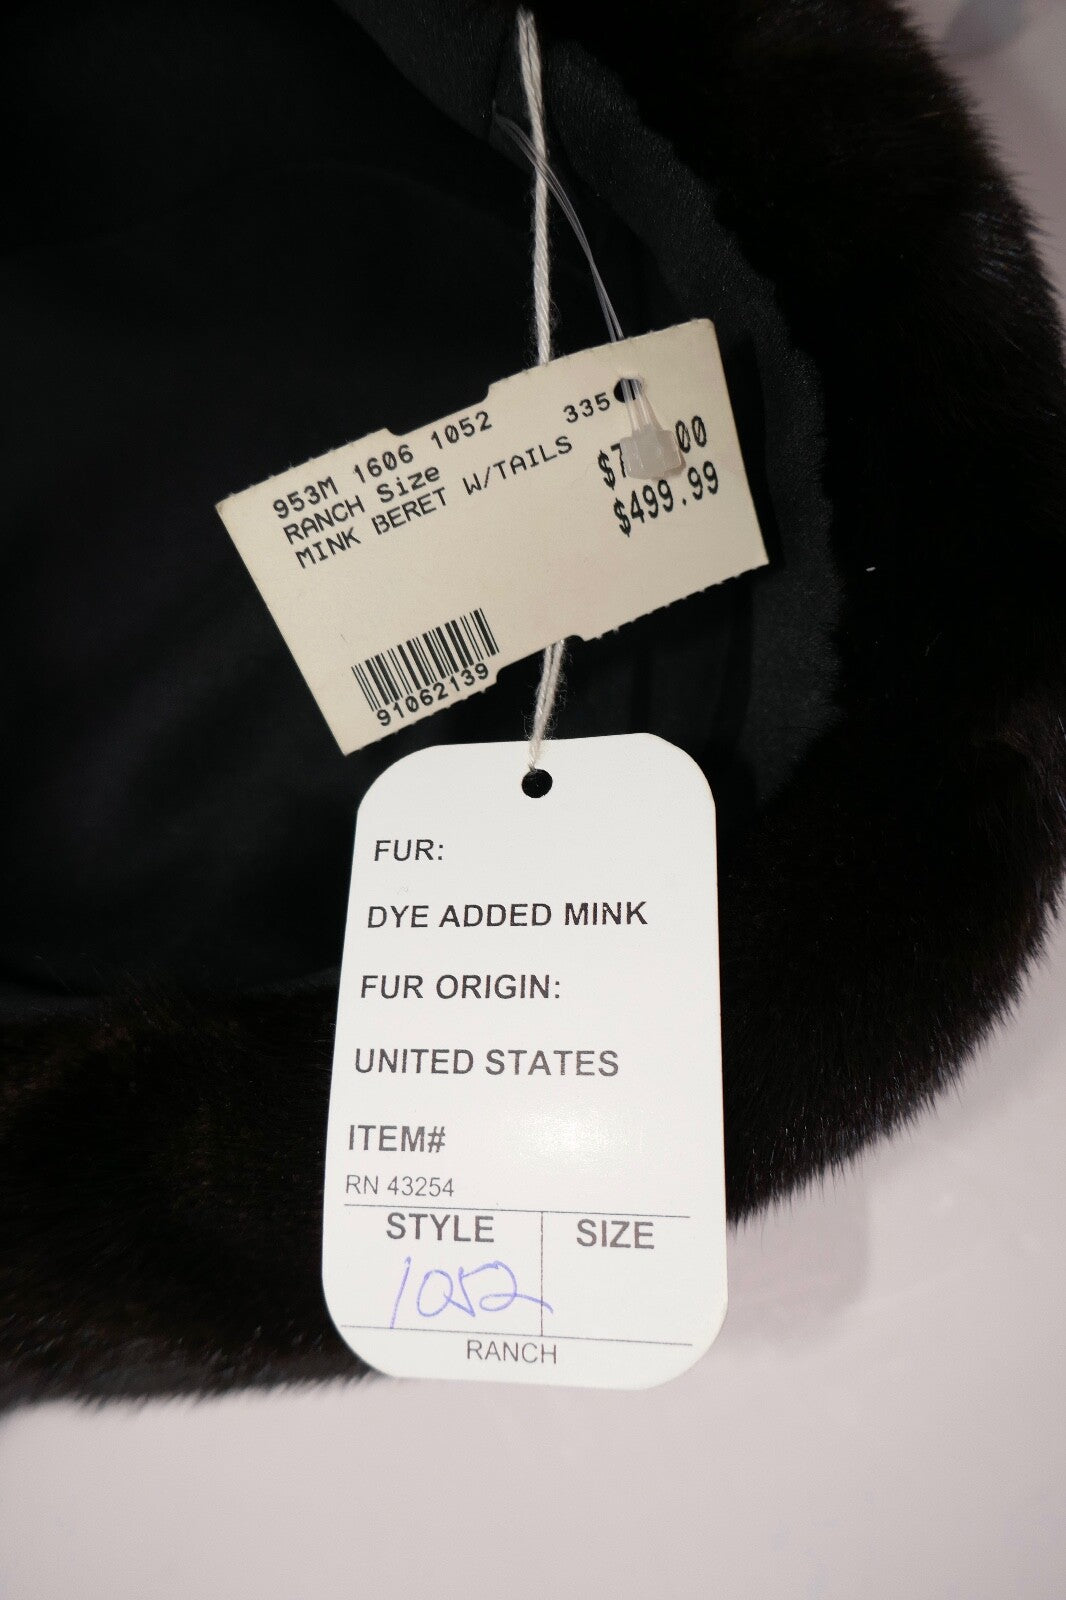 953M 1606 1052 335
RANCH Size
MINK BERET W/TAILS
$499.99
91062139
FUR:
DYE ADDED MINK
FUR ORIGIN:
UNITED STATES
ITEM#
RN 43254
STYLE SIZE
1052
RANCH